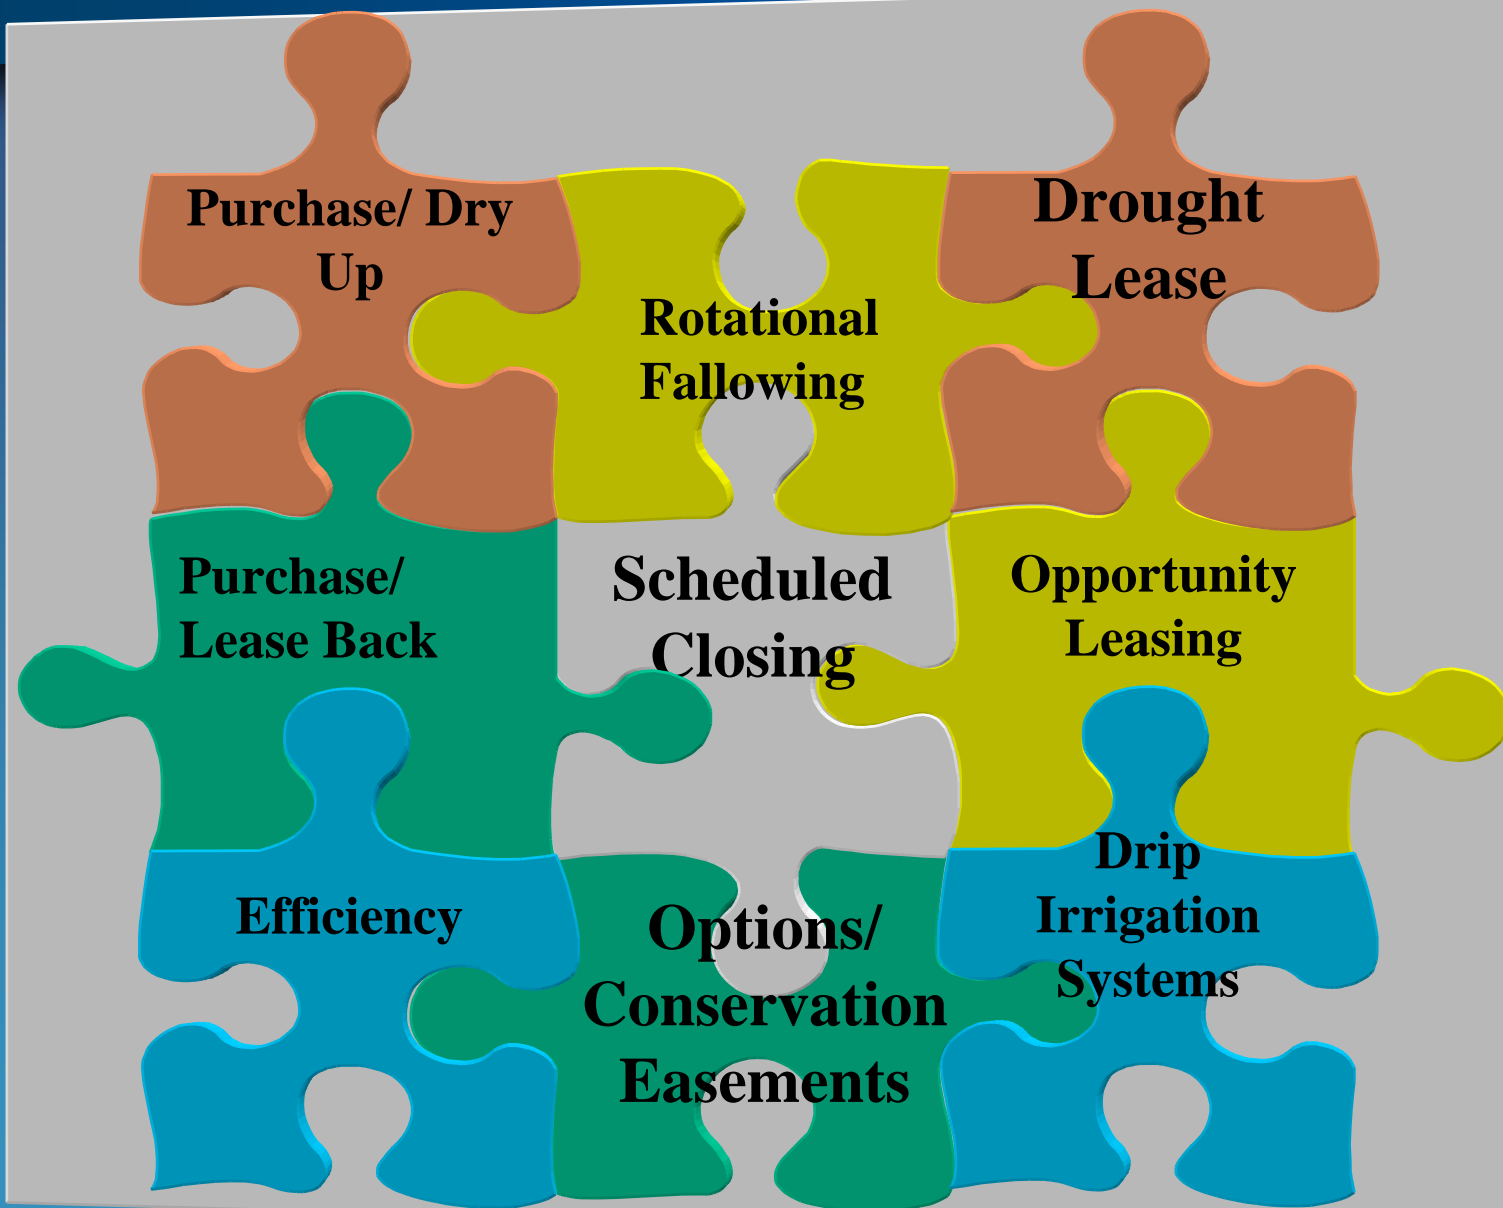 Purchase/ Dry
Up
Rotational
Fallowing
Drought
Lease
Purchase/
Lease Back
Scheduled
Closing
Opportunity
Leasing
Efficiency
Options/
Conservation
Easements
Drip
Irrigation
Systems